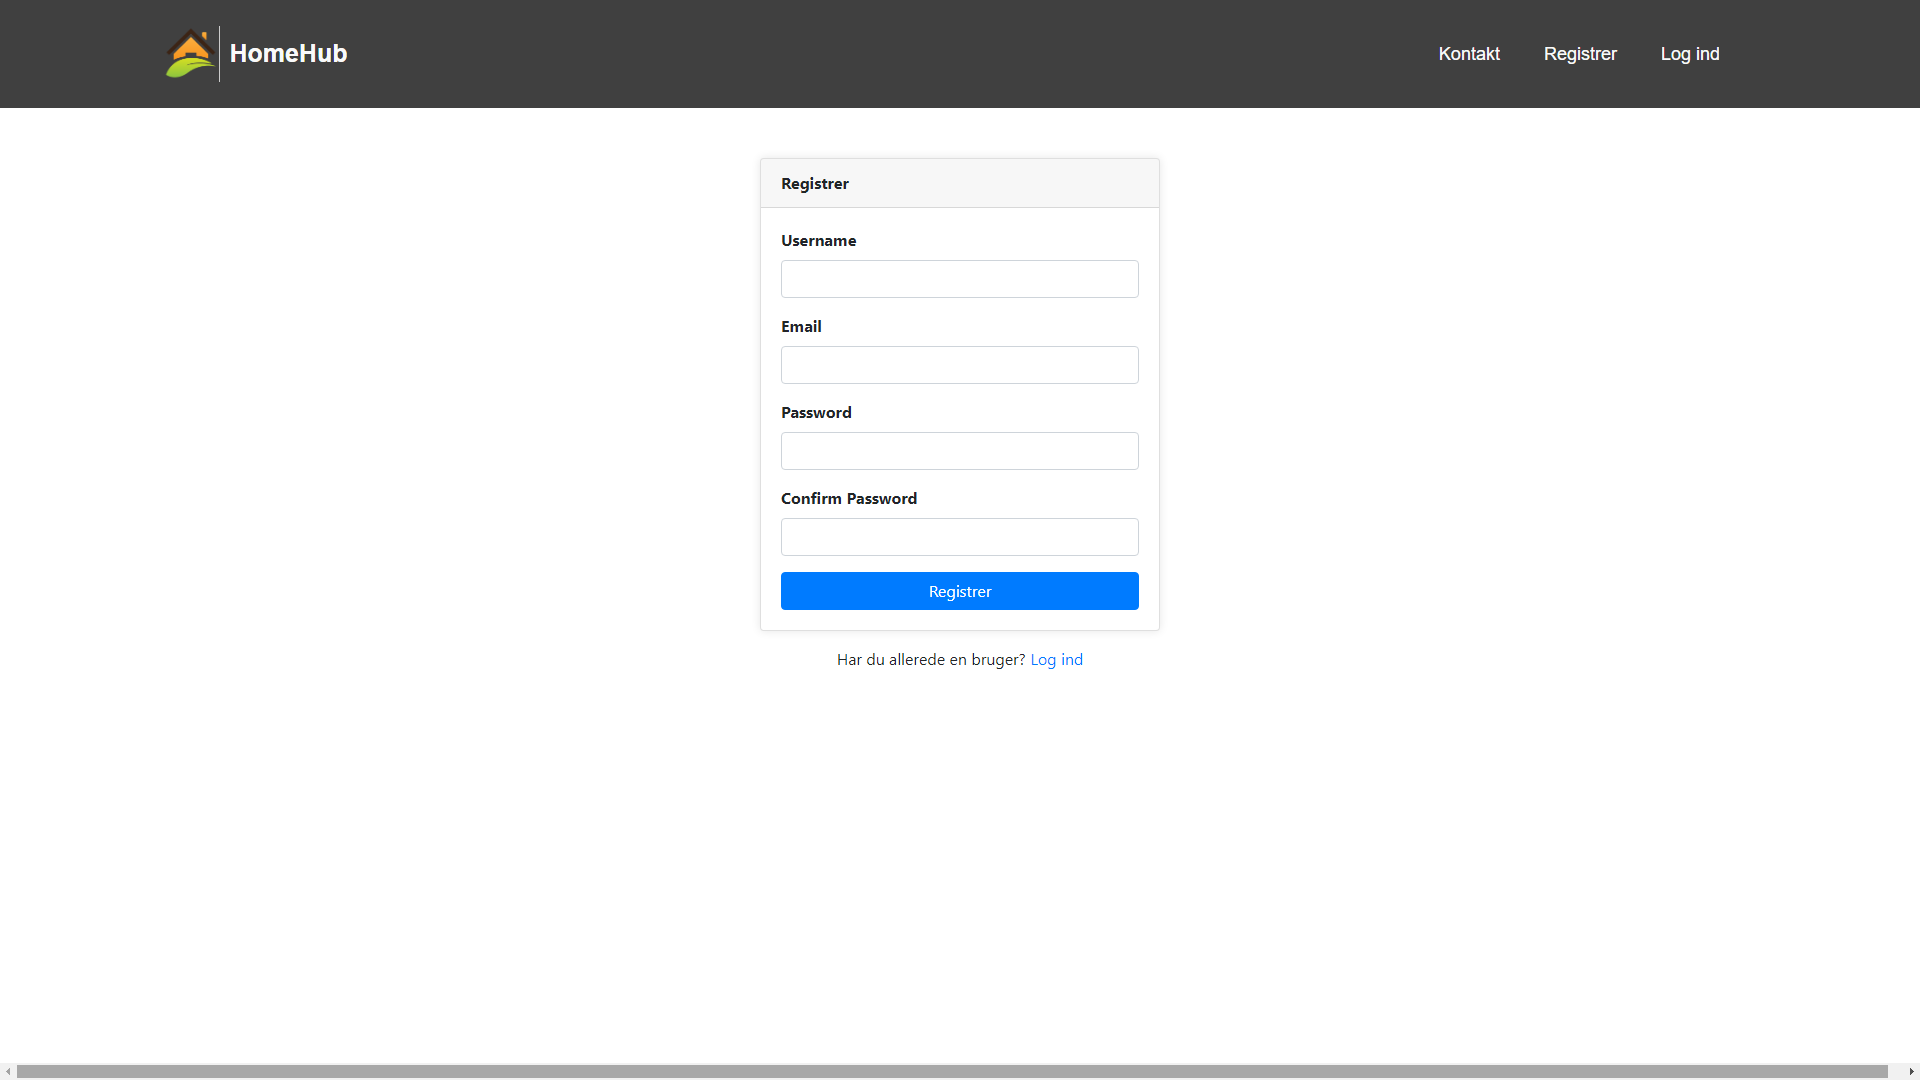 HomeHub
Kontakt Registrer Log ind
Registrer
Username
Email
Password
Confirm Password
Registrer
Har du allerede en bruger? Log ind